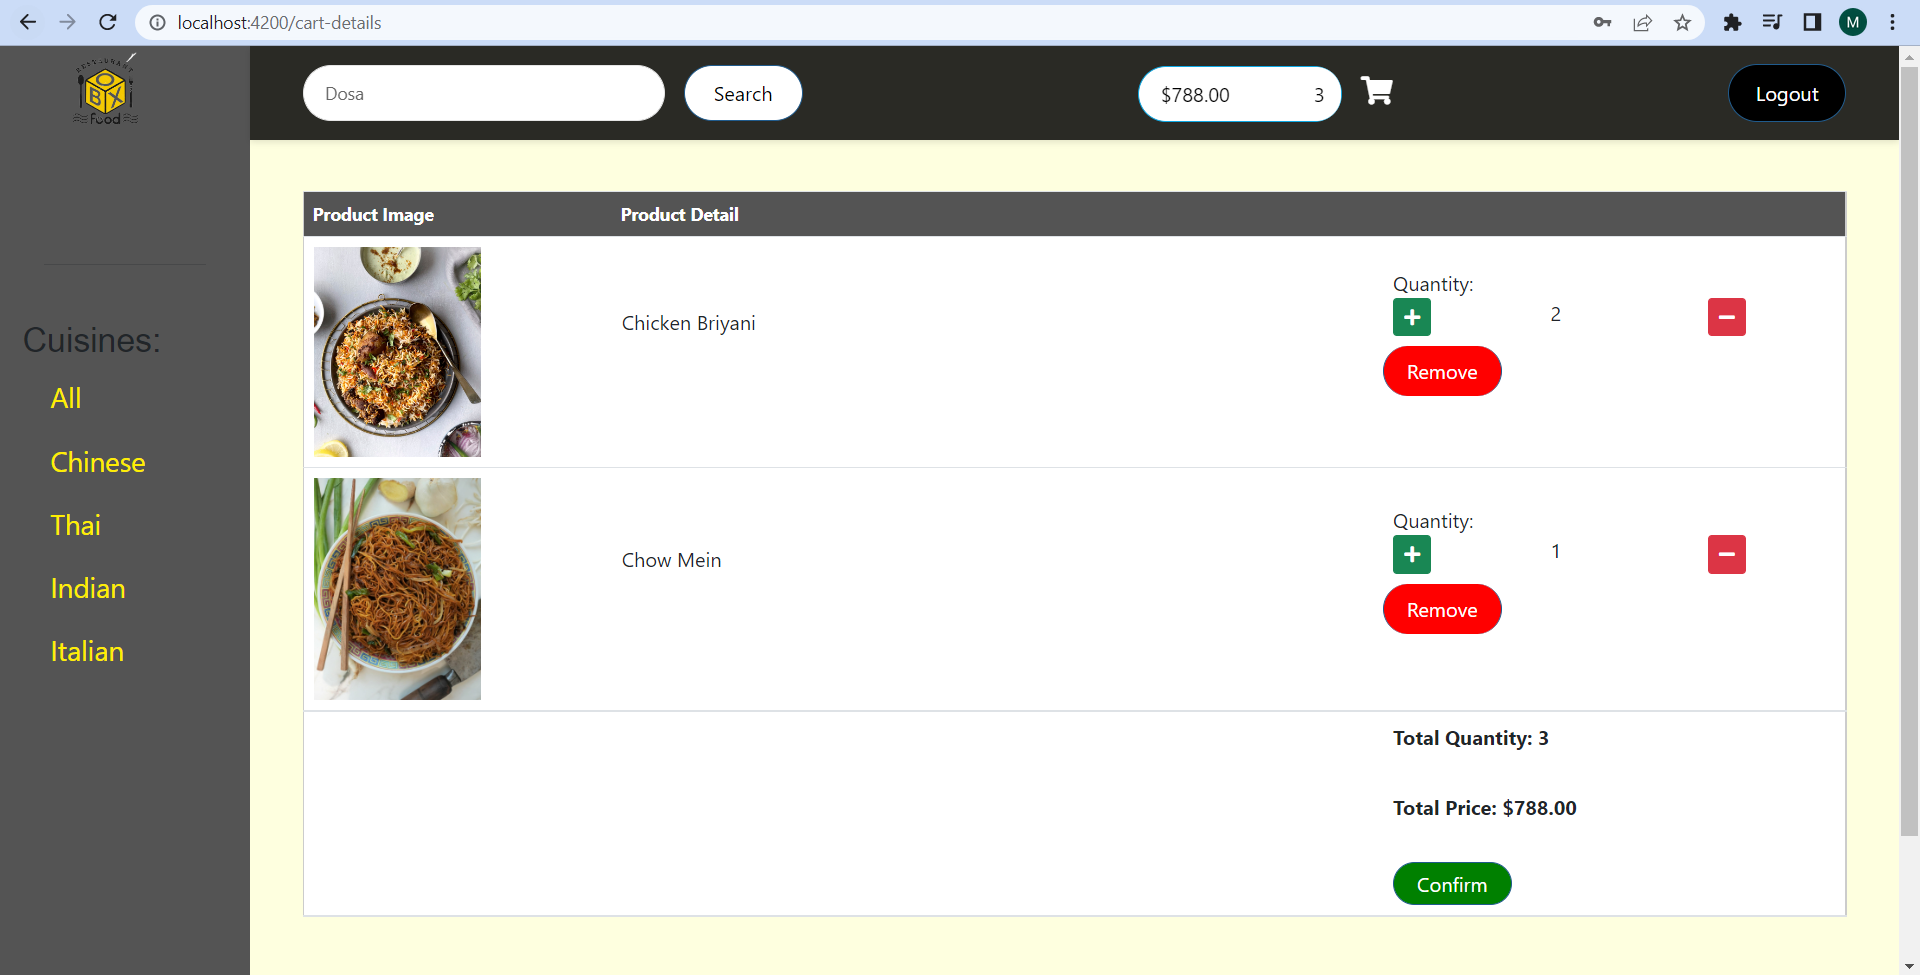 localhost:4200/cart-details
M
RESTAURANT
BOX
food
Dosa
Search
$788.00 3
Logout
Cuisines:
All
Chinese
Thai
Indian
Italian
Product Image Product Detail
Chicken Briyani
Quantity:
2
Remove
Chow Mein
Quantity:
1
Remove
Total Quantity: 3
Total Price: $788.00
Confirm